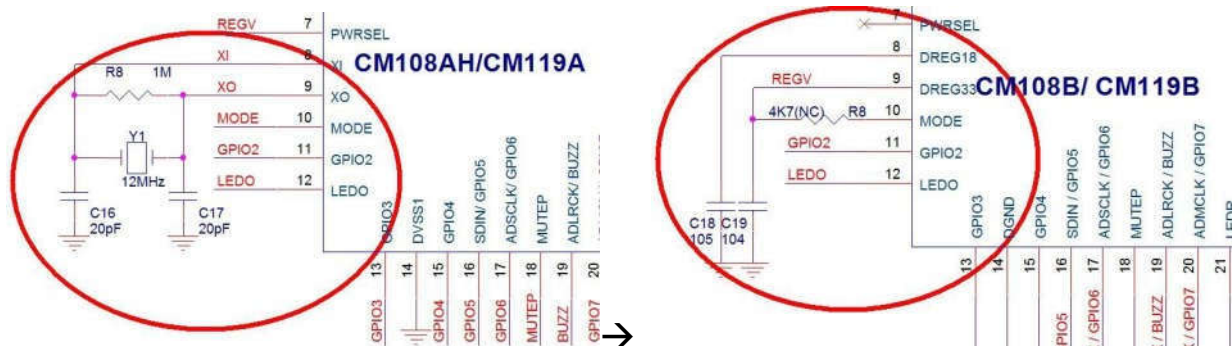 REGV 7 PWRSEL
XI 8 XI
CM108AH/CM119A
R8 1M
XO 9 XO
MODE 10 MODE
Y1
GPIO2 11 GPIO2
12MHz
LEDO 12 LEDO
C16 C17
20pF 20pF
GPIO3
DVSS1
GPIO4
SDIN/ GPIO5
ADSCLK/ GPIO6
MUTEP
ADLRCK/ BUZZ
13 14 15 16 17 18 19 20
GPIO3
GPIO4
GPIO5
GPIO6
MUTEP
BUZZ
GPIO7
→
7 PWRSEL
8 DREG18
REGV 9 DREG33
CM108B/ CM119B
4K7(NC) R8 10 MODE
GPIO2 11 GPIO2
LEDO 12 LEDO
C18 C19
105 104
GPIO3
DGND
GPIO4
SDIN / GPIO5
ADSCLK / GPIO6
MUTEP
ADLRCK / BUZZ
ADMCLK / GPIO7
13 14 15 16 17 18 19 20 21
PIO5
/ GPIO6
/ BUZZ
/ GPIO7